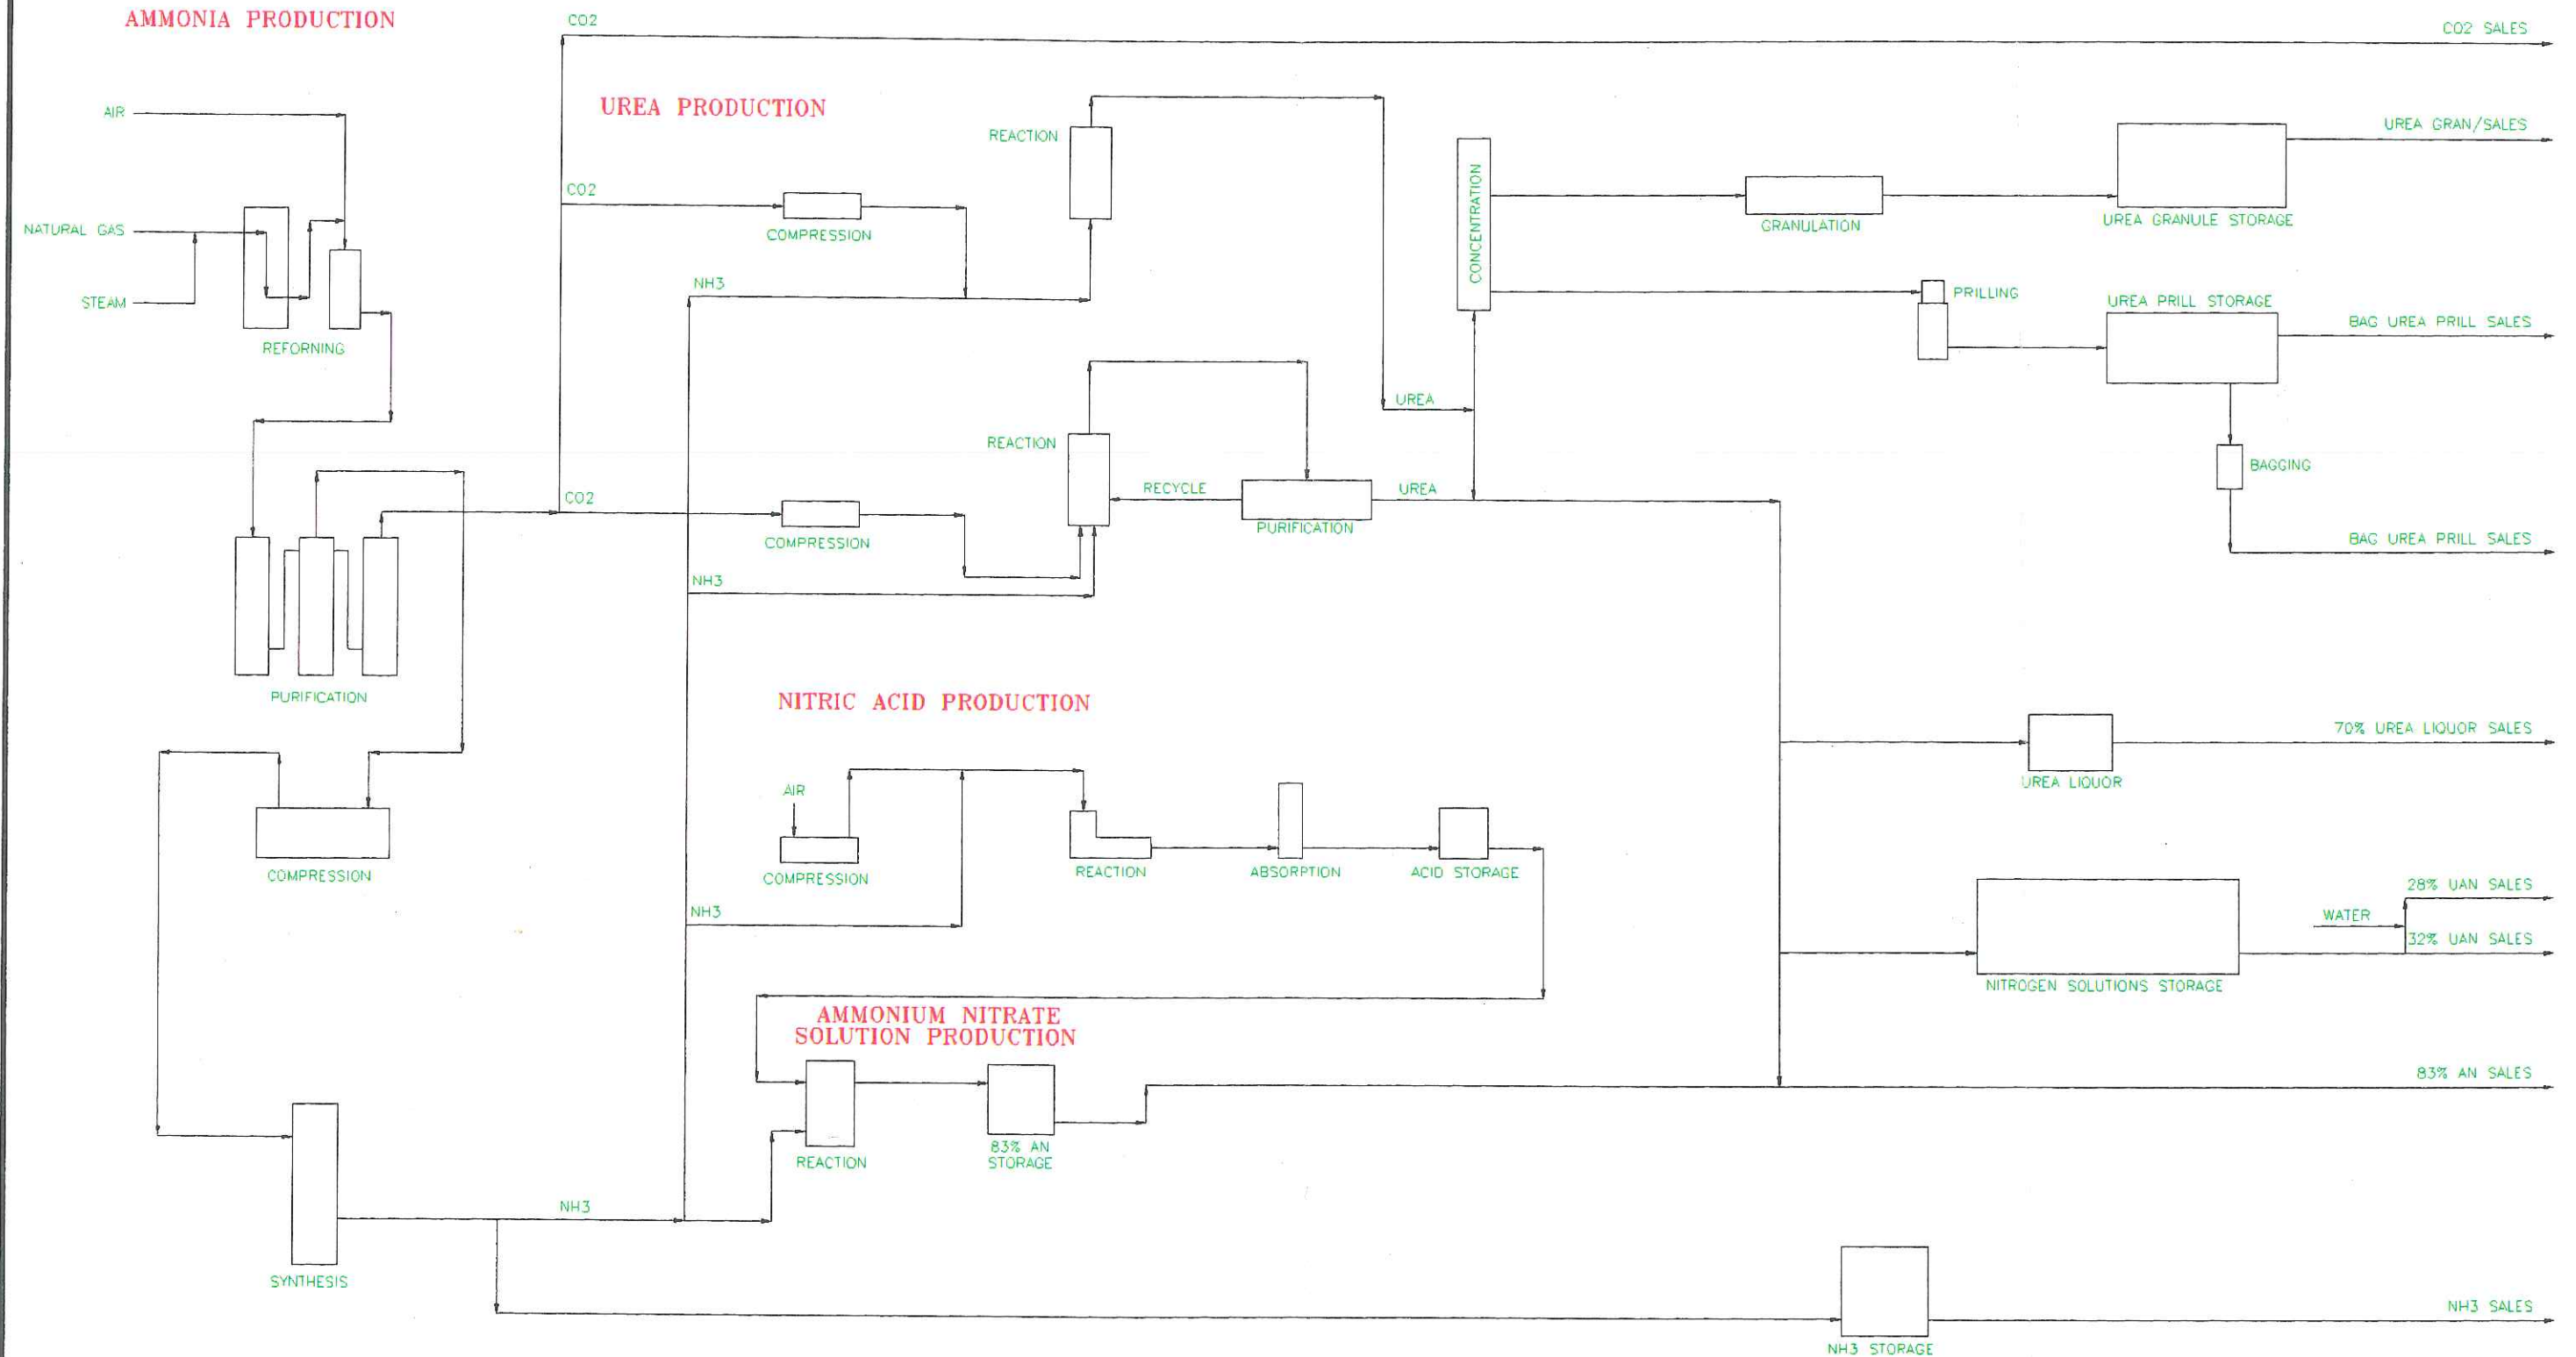 AMMONIA PRODUCTION
CO2
CO2 SALES
AIR
UREA PRODUCTION
REACTION
UREA GRAN/SALES
NATURAL GAS
CO2
COMPRESSION
CONCENTRATION
GRANULATION
UREA GRANULE STORAGE
STEAM
NH3
PRILLING
UREA PRILL STORAGE
BAG UREA PRILL SALES
REFORNING
UREA
REACTION
BAGGING
CO2
RECYCLE
UREA
COMPRESSION
PURIFICATION
BAG UREA PRILL SALES
NH3
PURIFICATION
NITRIC ACID PRODUCTION
70% UREA LIQUOR SALES
UREA LIQUOR
AIR
COMPRESSION
COMPRESSION
REACTION
ABSORPTION
ACID STORAGE
28% UAN SALES
NH3
WATER
32% UAN SALES
NITROGEN SOLUTIONS STORAGE
AMMONIUM NITRATE
SOLUTION PRODUCTION
83% AN SALES
REACTION
83% AN
STORAGE
NH3
SYNTHESIS
NH3 SALES
NH3 STORAGE